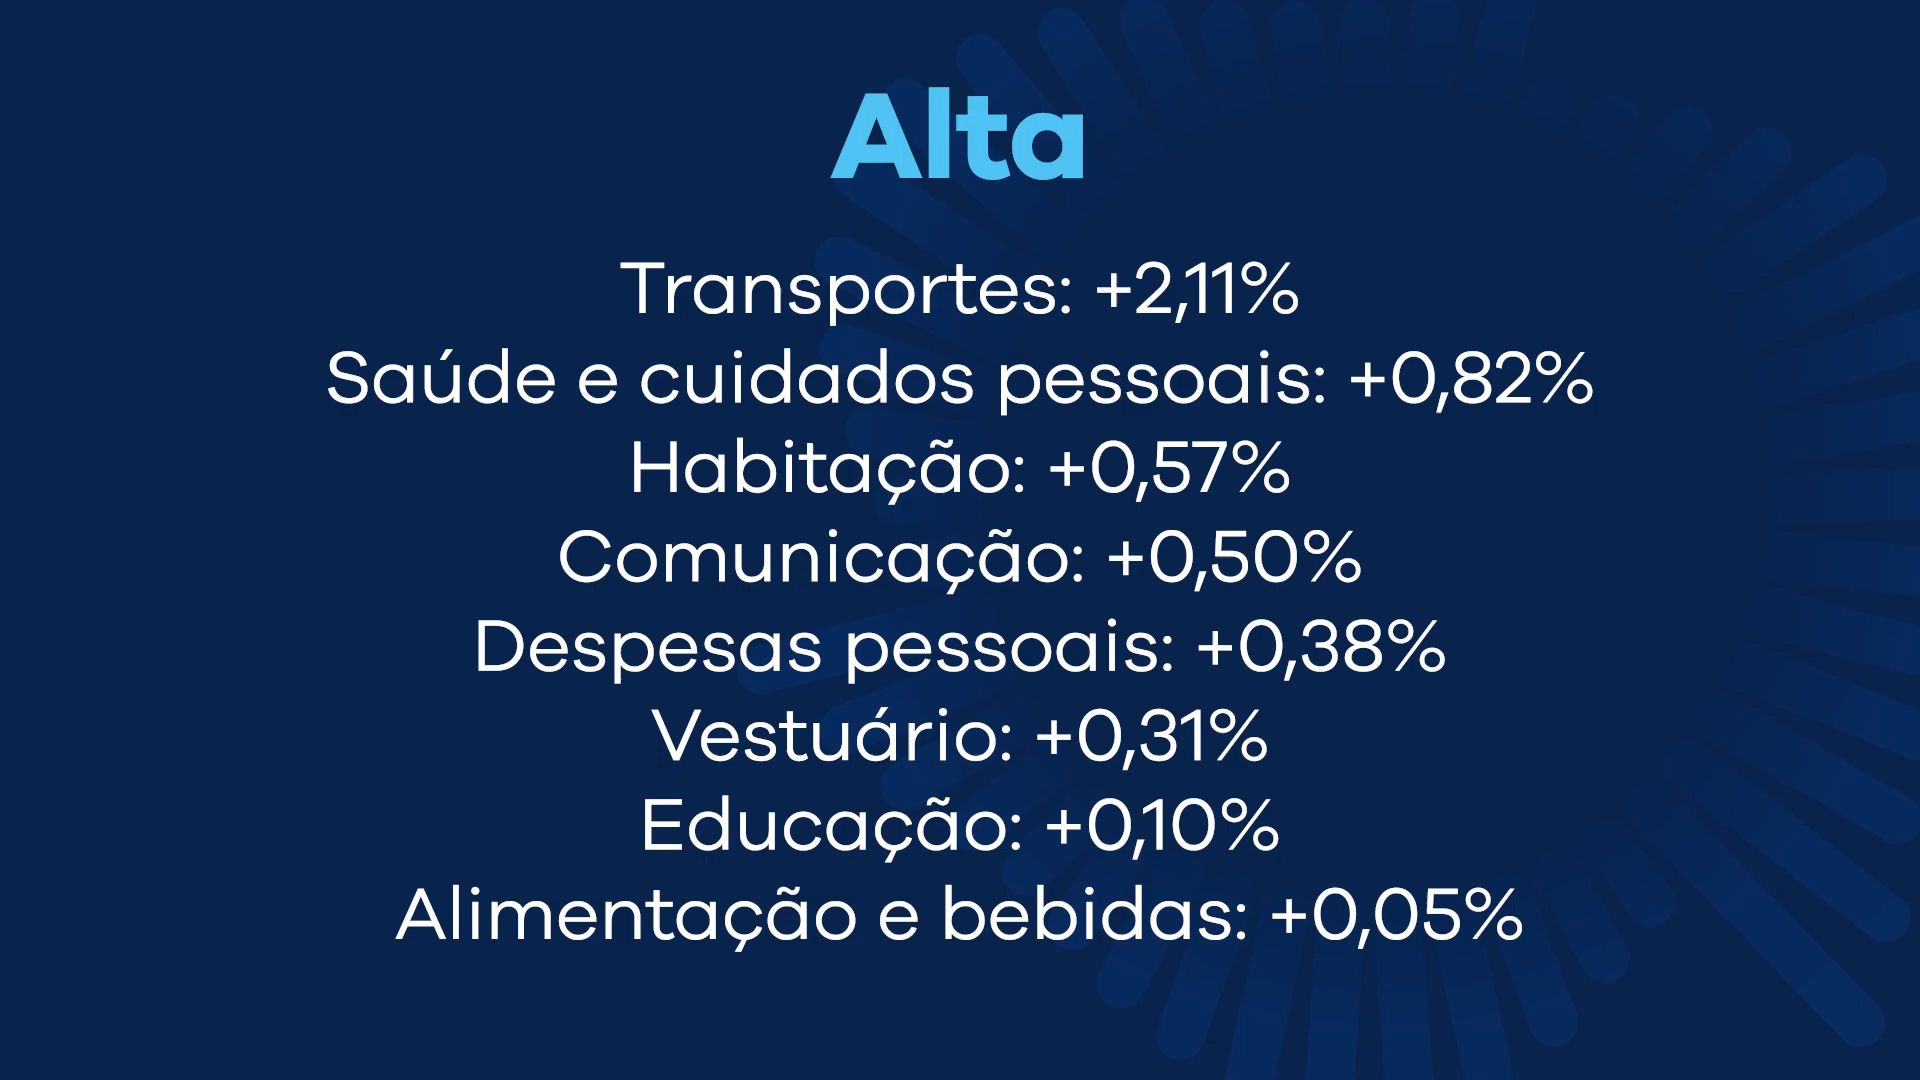 Alta
Transportes: +2,11%
Saúde e cuidados pessoais: +0,82%
Habitação: +0,57%
Comunicação: +0,50%
Despesas pessoais: +0,38%
Vestuário: +0,31%
Educação: +0,10%
Alimentação e bebidas: +0,05%